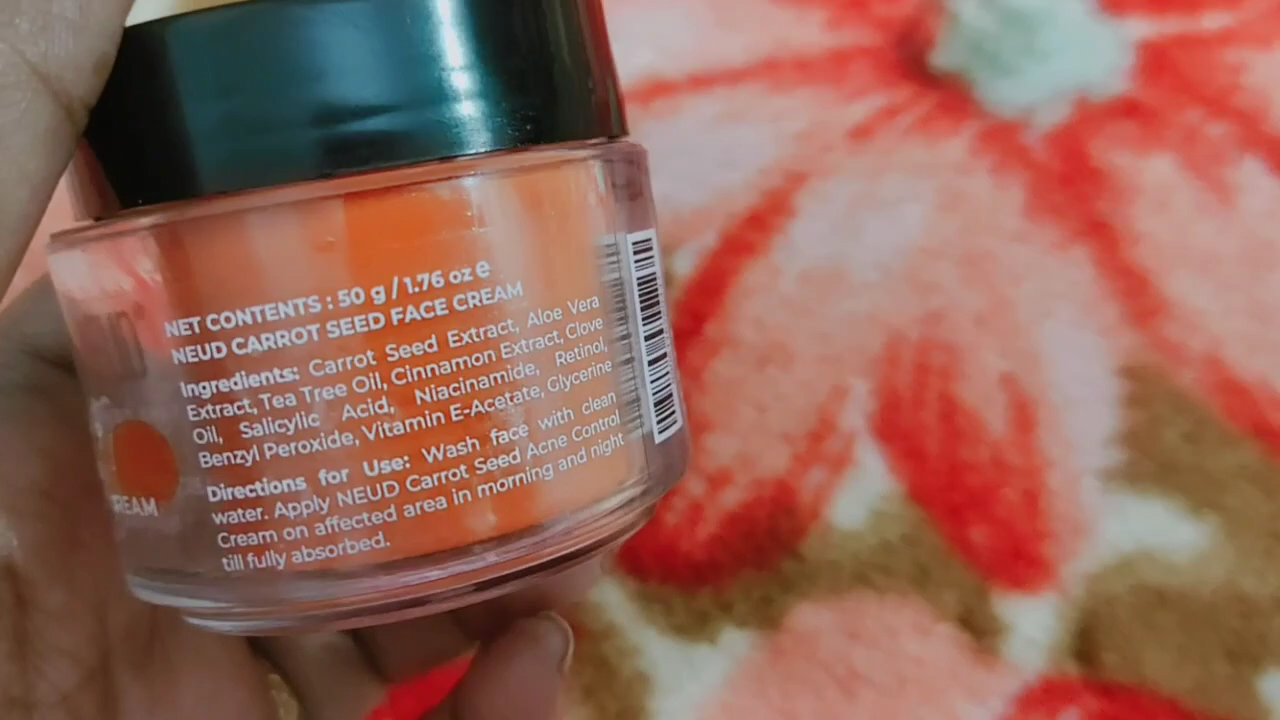 NET CONTENTS : 50 g / 1.76 oz e
NEUD CARROT SEED FACE CREAM
Ingredients: Carrot Seed Extract, Aloe Vera
Extract, Tea Tree Oil, Cinnamon Extract, Clove
Oil, Salicylic Acid, Niacinamide, Retinol,
Benzyl Peroxide, Vitamin E-Acetate, Glycerine
Directions for Use: Wash face with clean
water. Apply NEUD Carrot Seed Acne Control
Cream on affected area in morning and night
till fully absorbed.